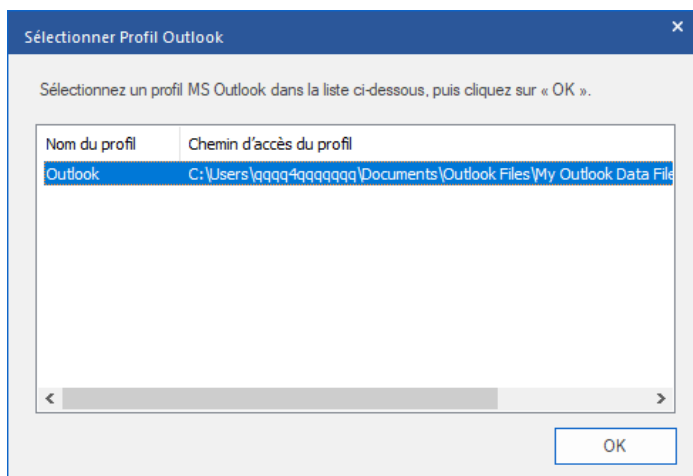 Sélectionner Profil Outlook
Sélectionnez un profil MS Outlook dans la liste ci-dessous, puis cliquez sur « OK ».
Nom du profil Chemin d'accès du profil
Outlook C:\Users\qqqq4qqqqqqq\Documents\Outlook Files\My Outlook Data File
OK